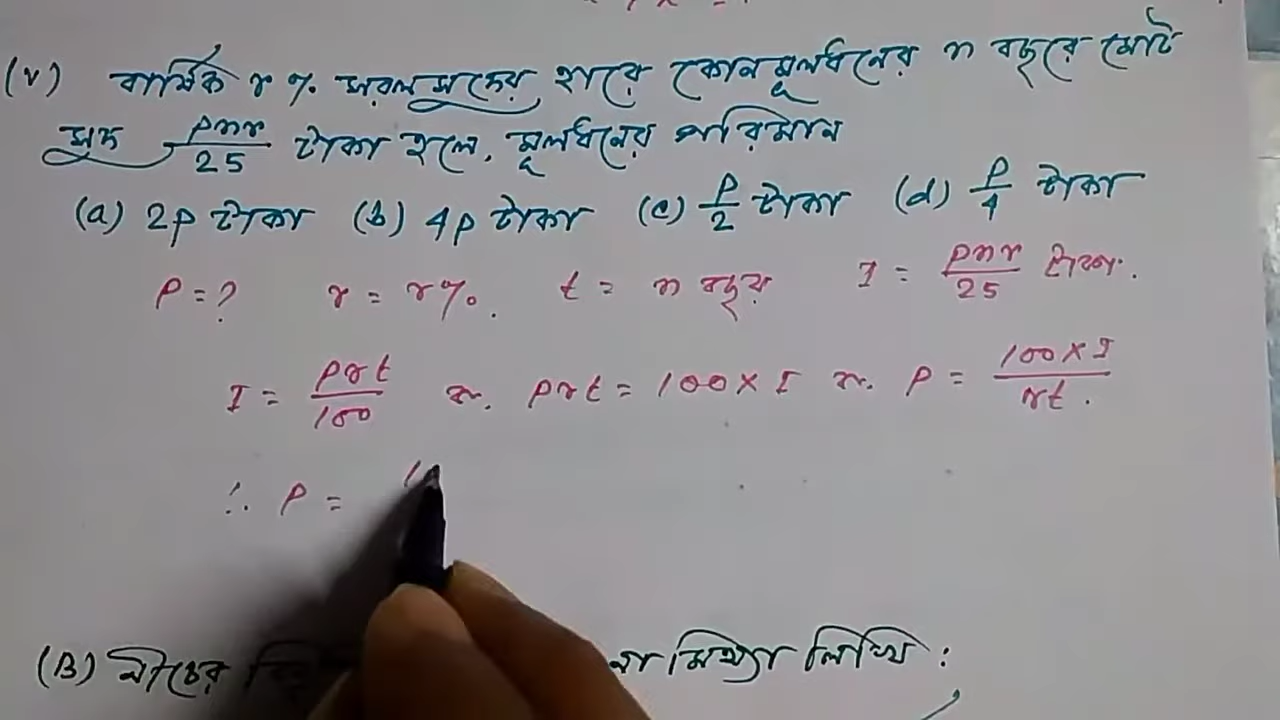 (v) বার্ষিক r % সরল সুদের হারে কোন মূলধনের n বছরে মোট
সুদ pnr/25 টাকা হলে, মূলধনের পরিমান
(a) 2p টাকা (b) 4p টাকা (c) p/2 টাকা (d) p/4 টাকা
P = ? r = r%. t = n বছর I = pnr/25 টাকা.
I = prt/100 বা. prt = 100 × I বা. P = 100 × I/rt.
∴ P =
(B) নীচের বা মিথ্যা লিখি :